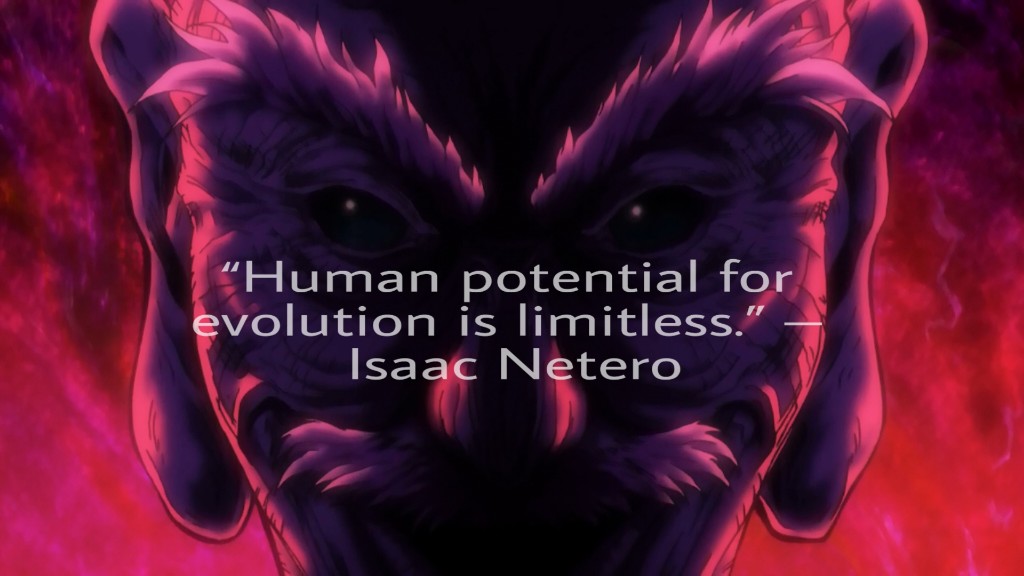 “Human potential for
evolution is limitless.” —
Isaac Netero